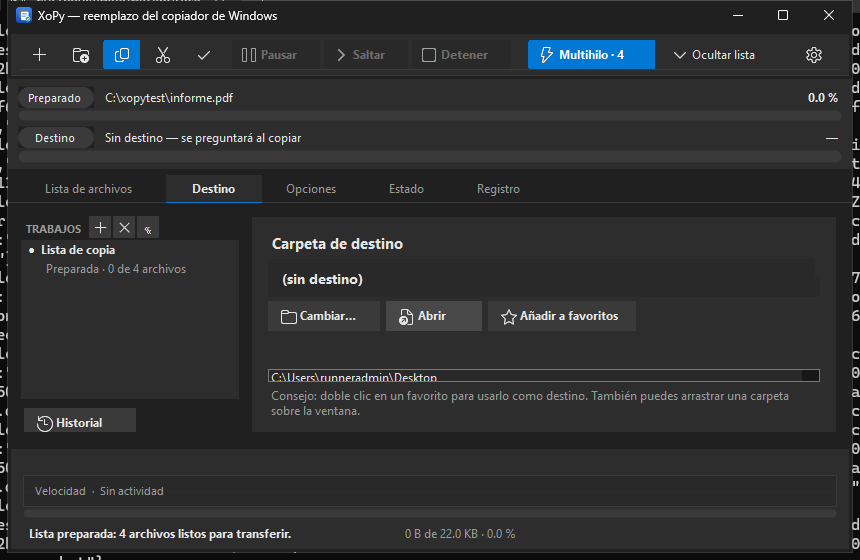 XoPy — reemplazo del copiador de Windows
Pausar
Saltar
Detener
Multihilo · 4
Ocultar lista
Preparado
C:\xopytest\informe.pdf
0.0 %
Destino
Sin destino — se preguntará al copiar
—
Lista de archivos
Destino
Opciones
Estado
Registro
TRABAJOS
• Lista de copia
Preparada · 0 de 4 archivos
Historial
Carpeta de destino
(sin destino)
Cambiar...
Abrir
Añadir a favoritos
C:\Users\runneradmin\Desktop
Consejo: doble clic en un favorito para usarlo como destino. También puedes arrastrar una carpeta
sobre la ventana.
Velocidad · Sin actividad
Lista preparada: 4 archivos listos para transferir.
0 B de 22.0 KB · 0.0 %